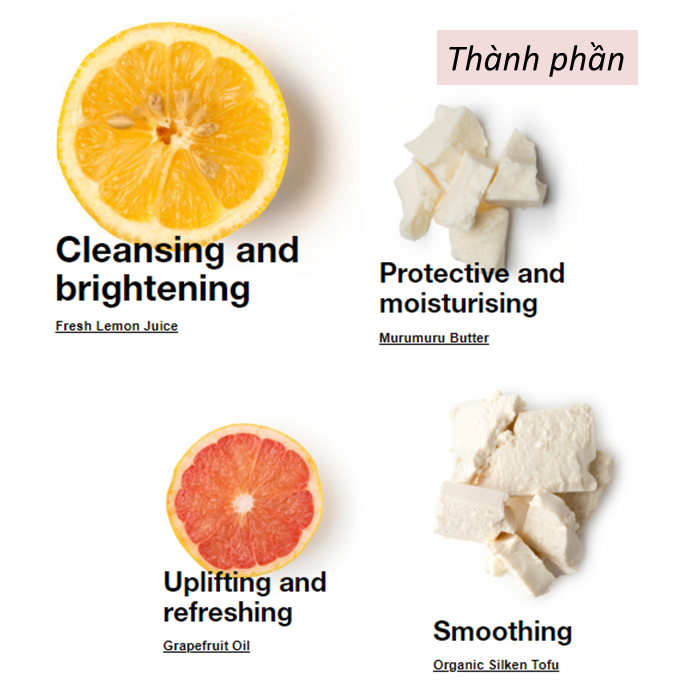 Thành phần
Cleansing and
brightening
Fresh Lemon Juice
Protective and
moisturising
Murumuru Butter
Uplifting and
refreshing
Grapefruit Oil
Smoothing
Organic Silken Tofu